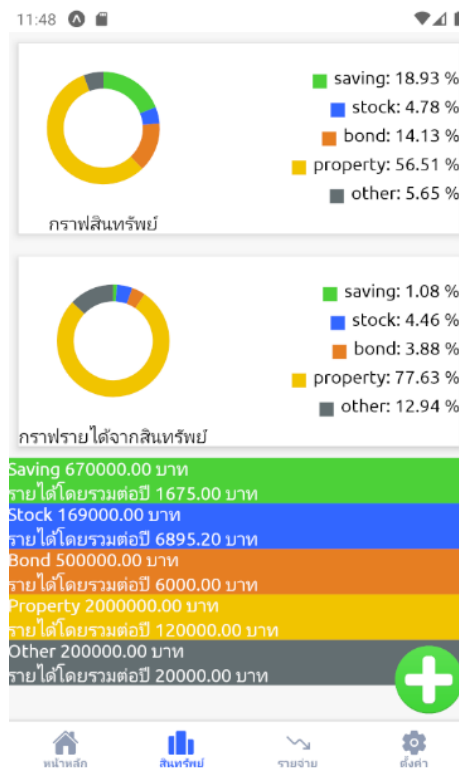 11:48
saving: 18.93 %
stock: 4.78 %
bond: 14.13 %
property: 56.51 %
other: 5.65 %
กราฟสินทรัพย์
saving: 1.08 %
stock: 4.46 %
bond: 3.88 %
property: 77.63 %
other: 12.94 %
กราฟรายได้จากสินทรัพย์
Saving 670000.00 บาท
รายได้โดยรวมต่อปี 1675.00 บาท
Stock 169000.00 บาท
รายได้โดยรวมต่อปี 6895.20 บาท
Bond 500000.00 บาท
รายได้โดยรวมต่อปี 6000.00 บาท
Property 2000000.00 บาท
รายได้โดยรวมต่อปี 120000.00 บาท
Other 200000.00 บาท
รายได้โดยรวมต่อปี 20000.00 บาท
หน้าหลัก สินทรัพย์ รายจ่าย ตั้งค่า